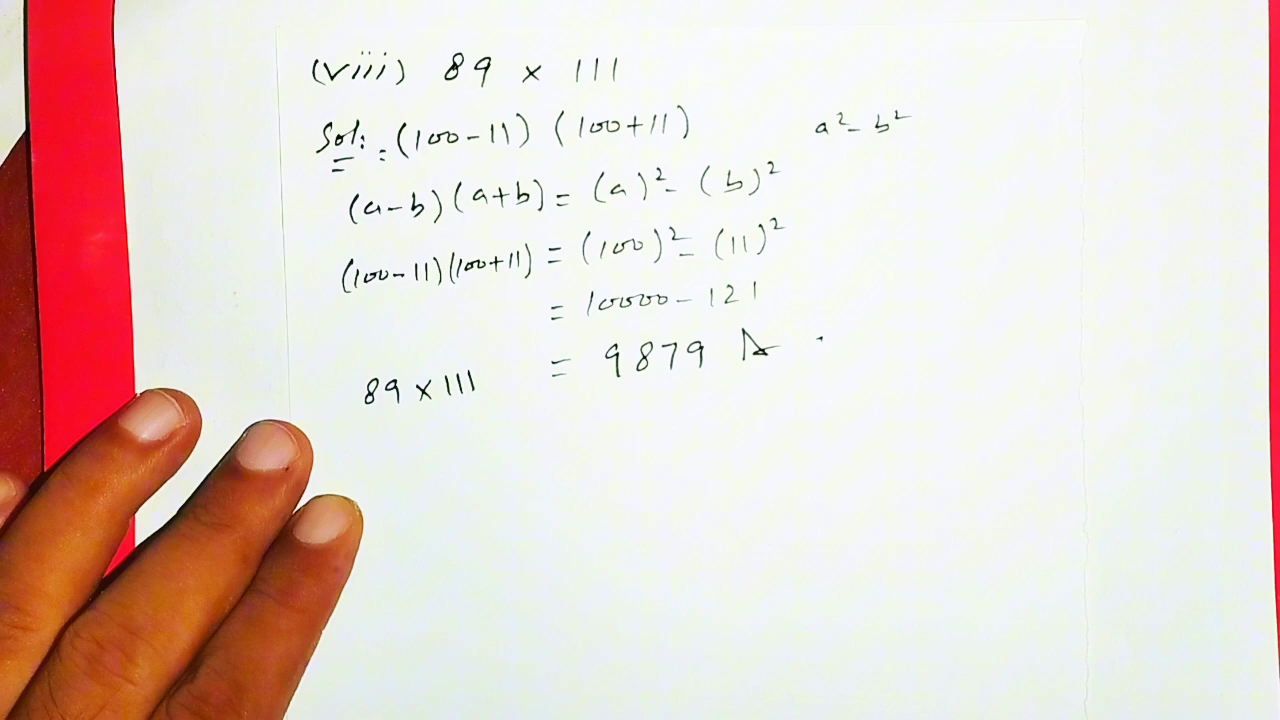 (viii) 89 × 111
Sol: = (100-11) (100+11) a²- b²
(a-b)(a+b) = (a)² - (b)²
(100-11)(100+11) = (100)² - (11)²
= 10000 - 121
89 × 111 = 9879